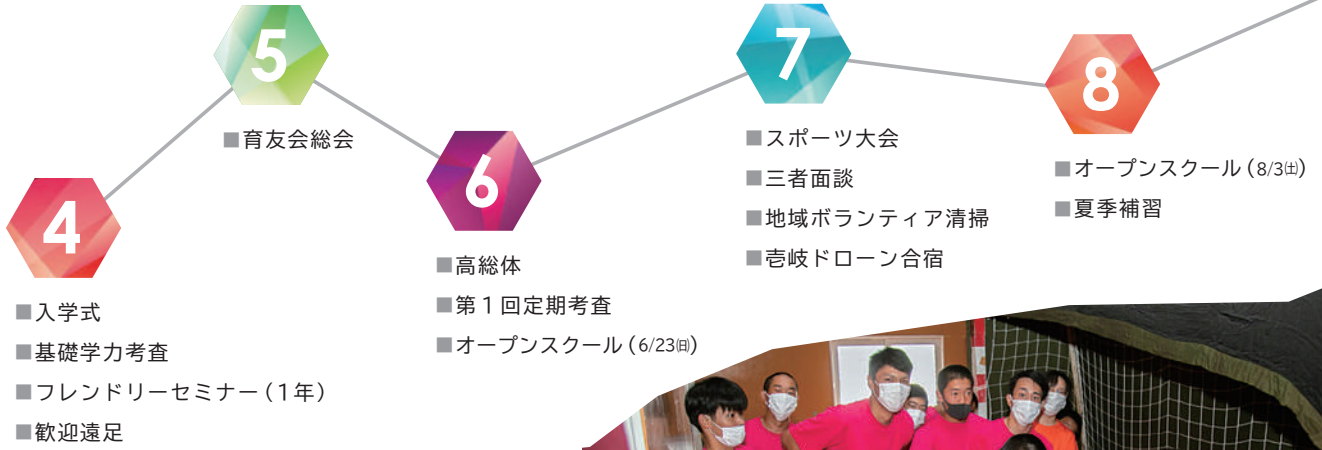 4
■入学式
■基礎学力考査
■フレンドリーセミナー（1年）
■歓迎遠足
5
■育友会総会
6
■高総体
■第１回定期考査
■オープンスクール（6/23㈰）
7
■スポーツ大会
■三者面談
■地域ボランティア清掃
■壱岐ドローン合宿
8
■オープンスクール（8/3㈯）
■夏季補習